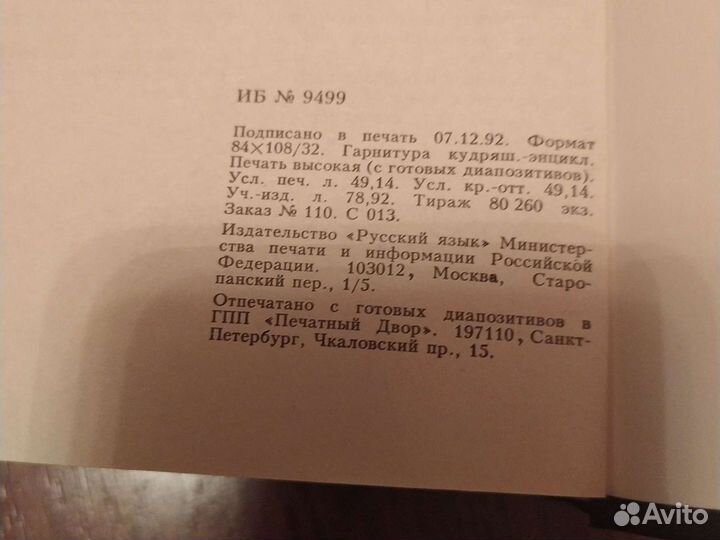 ИБ № 9499
Подписано в печать 07.12.92. Формат
84×108/32. Гарнитура кудряш.-энцикл.
Печать высокая (с готовых диапозитивов).
Усл. печ. л. 49,14. Усл. кр.-отт. 49,14.
Уч.-изд. л. 78,92. Тираж 80 260 экз.
Заказ № 110. С 013.
Издательство «Русский язык» Министер-
ства печати и информации Российской
Федерации. 103012, Москва, Старо-
панский пер., 1/5.
Отпечатано с готовых диапозитивов в
ГПП «Печатный Двор». 197110, Санкт-
Петербург, Чкаловский пр., 15.
Avito